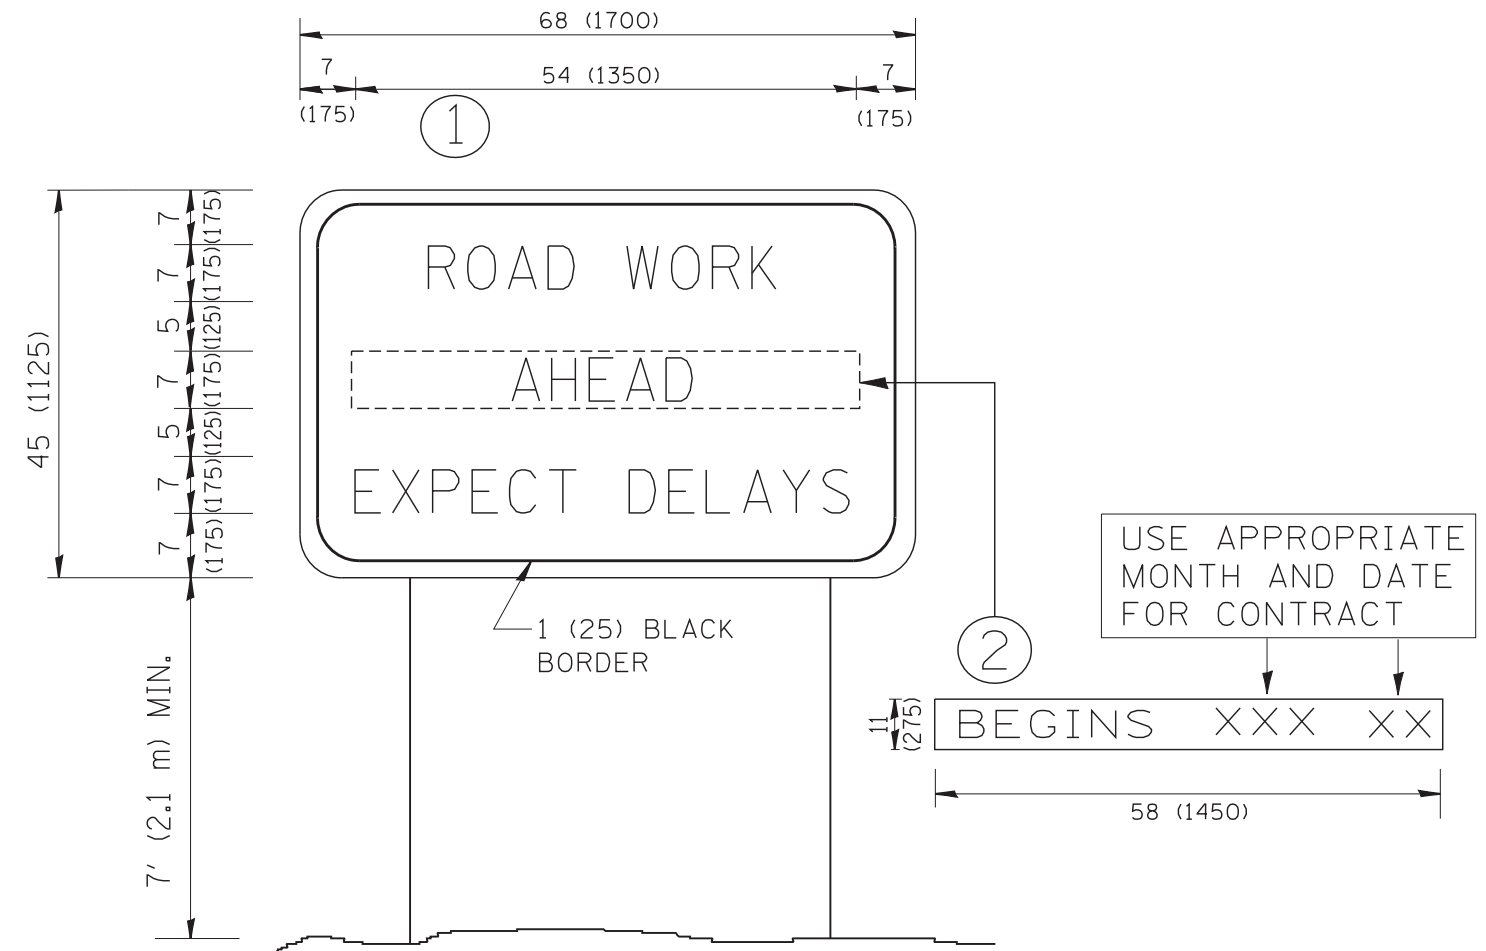 68 (1700)
7
54 (1350)
7
(175)
(175)
1
45 (1125)
7
(175)
7
(175)
5
(125)
7
(175)
5
(125)
7
(175)
7
(175)
ROAD WORK
AHEAD
EXPECT DELAYS
1 (25) BLACK
BORDER
7' (2.1 m) MIN.
USE APPROPRIATE
MONTH AND DATE
FOR CONTRACT
2
11
(275)
BEGINS XXX XX
58 (1450)